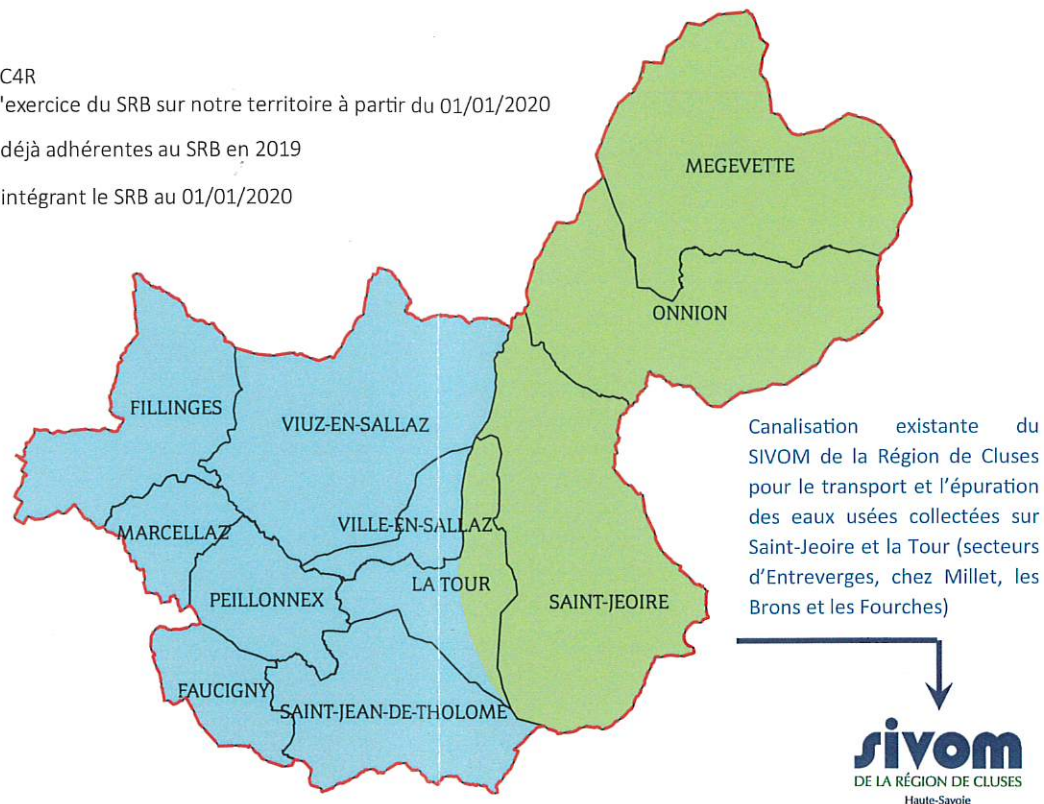 C4R
'exercice du SRB sur notre territoire à partir du 01/01/2020
déjà adhérentes au SRB en 2019
intégrant le SRB au 01/01/2020
MEGEVETTE
ONNION
FILLINGES
VIUZ-EN-SALLAZ
MARCELLAZ
VILLE-EN-SALLAZ
PEILLONNEX
LA TOUR
SAINT-JEOIRE
FAUCIGNY
SAINT-JEAN-DE-THOLOME
Canalisation existante du
SIVOM de la Région de Cluses
pour le transport et l'épuration
des eaux usées collectées sur
Saint-Jeoire et la Tour (secteurs
d'Entreverges, chez Millet, les
Brons et les Fourches)
sivom
DE LA RÉGION DE CLUSES
Haute-Savoie